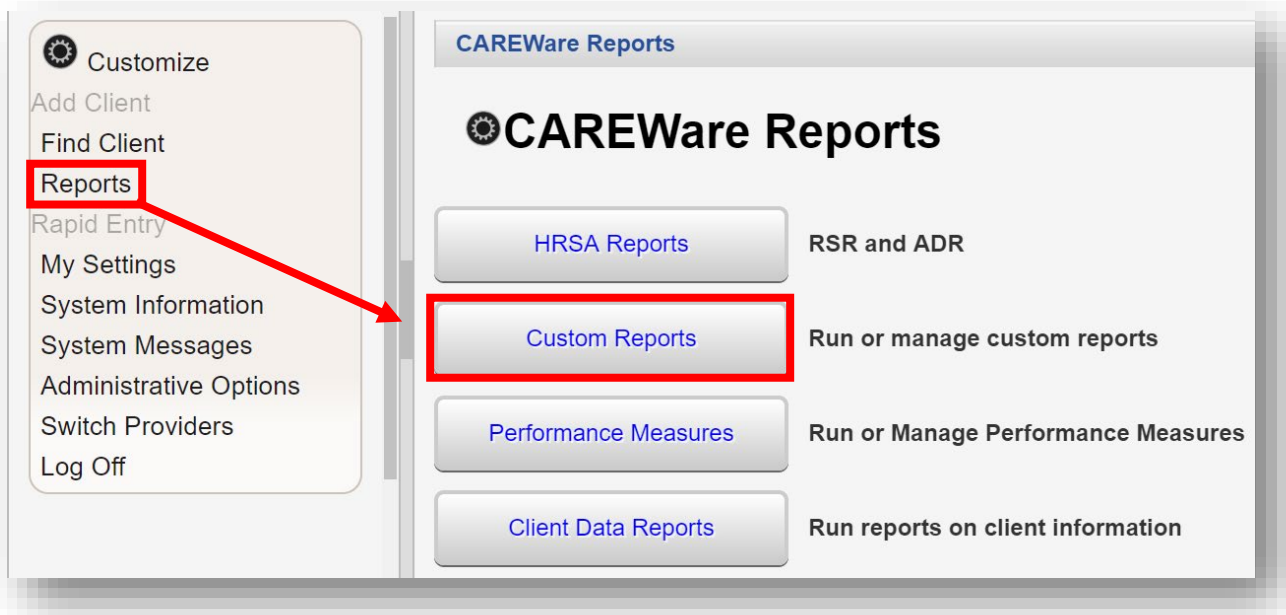 Customize
Add Client
Find Client
Reports
Rapid Entry
My Settings
System Information
System Messages
Administrative Options
Switch Providers
Log Off
CAREWare Reports
CAREWare Reports
HRSA Reports RSR and ADR
Custom Reports Run or manage custom reports
Performance Measures Run or Manage Performance Measures
Client Data Reports Run reports on client information